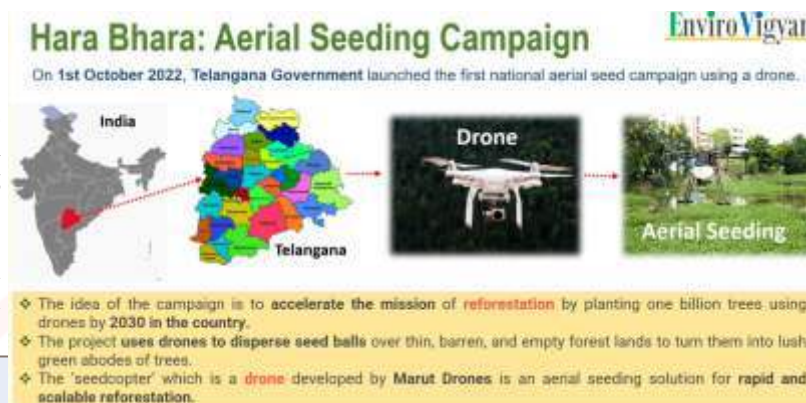 EnviroVigyan
Hara Bhara: Aerial Seeding Campaign
On 1st October 2022, Telangana Government launched the first national aerial seed campaign using a drone.
India
Telangana
Drone
Aerial Seeding
❖ The idea of the campaign is to accelerate the mission of reforestation by planting one billion trees using
drones by 2030 in the country.
❖ The project uses drones to disperse seed balls over thin, barren, and empty forest lands to turn them into lush
green abodes of trees.
❖ The 'seedcopter' which is a drone developed by Marut Drones is an aerial seeding solution for rapid and
scalable reforestation.